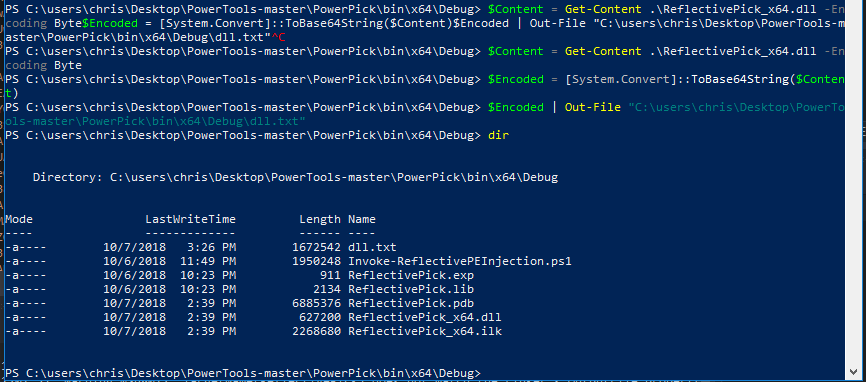 PS C:\users\chris\Desktop\PowerTools-master\PowerPick\bin\x64\Debug> $Content = Get-Content .\ReflectivePick_x64.dll -En
coding Byte$Encoded = [System.Convert]::ToBase64String($Content)$Encoded | Out-File "C:\users\chris\Desktop\PowerTools-m
aster\PowerPick\bin\x64\Debug\dll.txt"^C
PS C:\users\chris\Desktop\PowerTools-master\PowerPick\bin\x64\Debug> $Content = Get-Content .\ReflectivePick_x64.dll -En
coding Byte
PS C:\users\chris\Desktop\PowerTools-master\PowerPick\bin\x64\Debug> $Encoded = [System.Convert]::ToBase64String($Conten
t)
PS C:\users\chris\Desktop\PowerTools-master\PowerPick\bin\x64\Debug> $Encoded | Out-File "C:\users\chris\Desktop\PowerTo
ols-master\PowerPick\bin\x64\Debug\dll.txt"
PS C:\users\chris\Desktop\PowerTools-master\PowerPick\bin\x64\Debug> dir
Directory: C:\users\chris\Desktop\PowerTools-master\PowerPick\bin\x64\Debug
Mode LastWriteTime Length Name
---- ------------- ------ ----
-a---- 10/7/2018 3:26 PM 1672542 dll.txt
-a---- 10/6/2018 11:49 PM 1950248 Invoke-ReflectivePEInjection.ps1
-a---- 10/6/2018 10:23 PM 911 ReflectivePick.exp
-a---- 10/6/2018 10:23 PM 2134 ReflectivePick.lib
-a---- 10/7/2018 2:39 PM 6885376 ReflectivePick.pdb
-a---- 10/7/2018 2:39 PM 627200 ReflectivePick_x64.dll
-a---- 10/7/2018 2:39 PM 2268680 ReflectivePick_x64.ilk
PS C:\users\chris\Desktop\PowerTools-master\PowerPick\bin\x64\Debug>